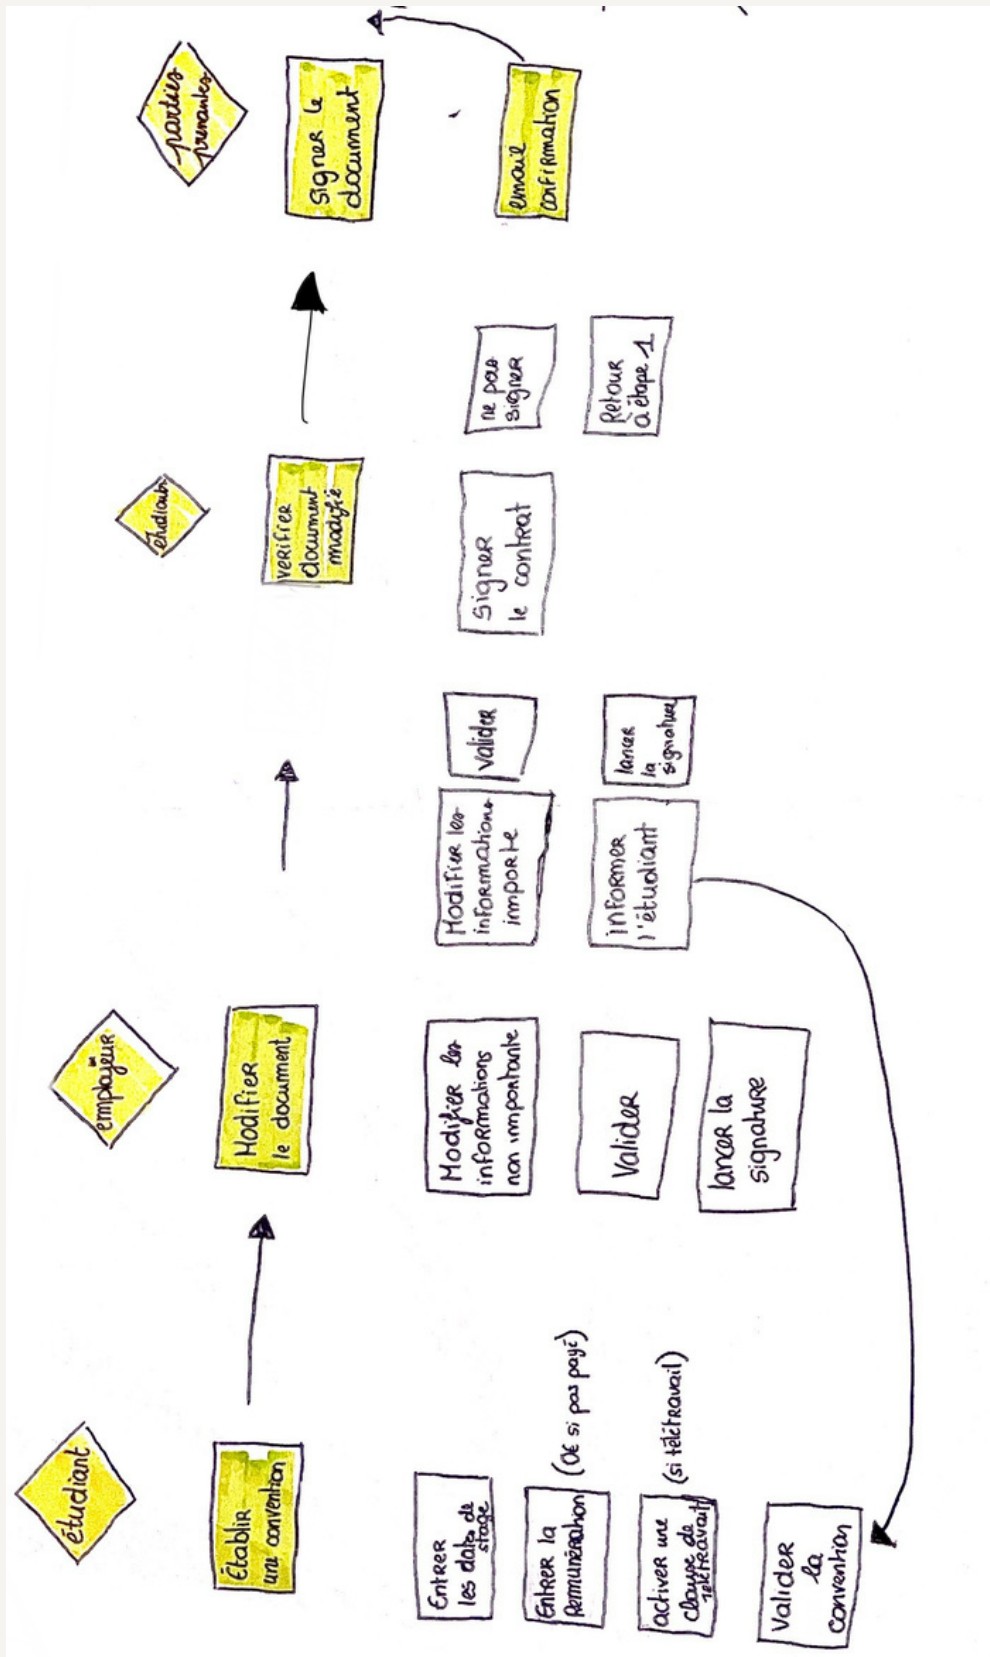 étudiant
Établir
une convention
Entrer
les dates de
stage
Entrer la
Remunération
(0€ si pas payé)
activer une
clause de
télétravail
(si télétravail)
Valider
la
convention
employeur
Modifier
le document
Modifier les
informations
non importante
Valider
lancer la
signature
Modifier les
informations
importe
Valider
informer
l'étudiant
lancer
la
signature
étudiant
verifier
document
modifié
signer
le contrat
ne pas
signer
Retour
à étape 1
parties
prenantes
signer le
document
email
confirmation